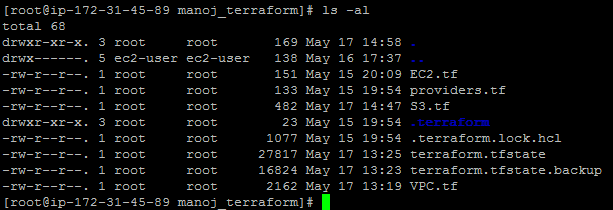 [root@ip-172-31-45-89 manoj_terraform]# ls -al
total 68
drwxr-xr-x. 3 root     root       169 May 17 14:58 .
drwx------. 5 ec2-user ec2-user   138 May 16 17:37 ..
-rw-r--r--. 1 root     root       151 May 15 20:09 EC2.tf
-rw-r--r--. 1 root     root       133 May 15 19:54 providers.tf
-rw-r--r--. 1 root     root       482 May 17 14:47 S3.tf
drwxr-xr-x. 3 root     root        23 May 15 19:54 .terraform
-rw-r--r--. 1 root     root      1077 May 15 19:54 .terraform.lock.hcl
-rw-r--r--. 1 root     root     27817 May 17 13:25 terraform.tfstate
-rw-r--r--. 1 root     root     16824 May 17 13:23 terraform.tfstate.backup
-rw-r--r--. 1 root     root      2162 May 17 13:19 VPC.tf
[root@ip-172-31-45-89 manoj_terraform]#